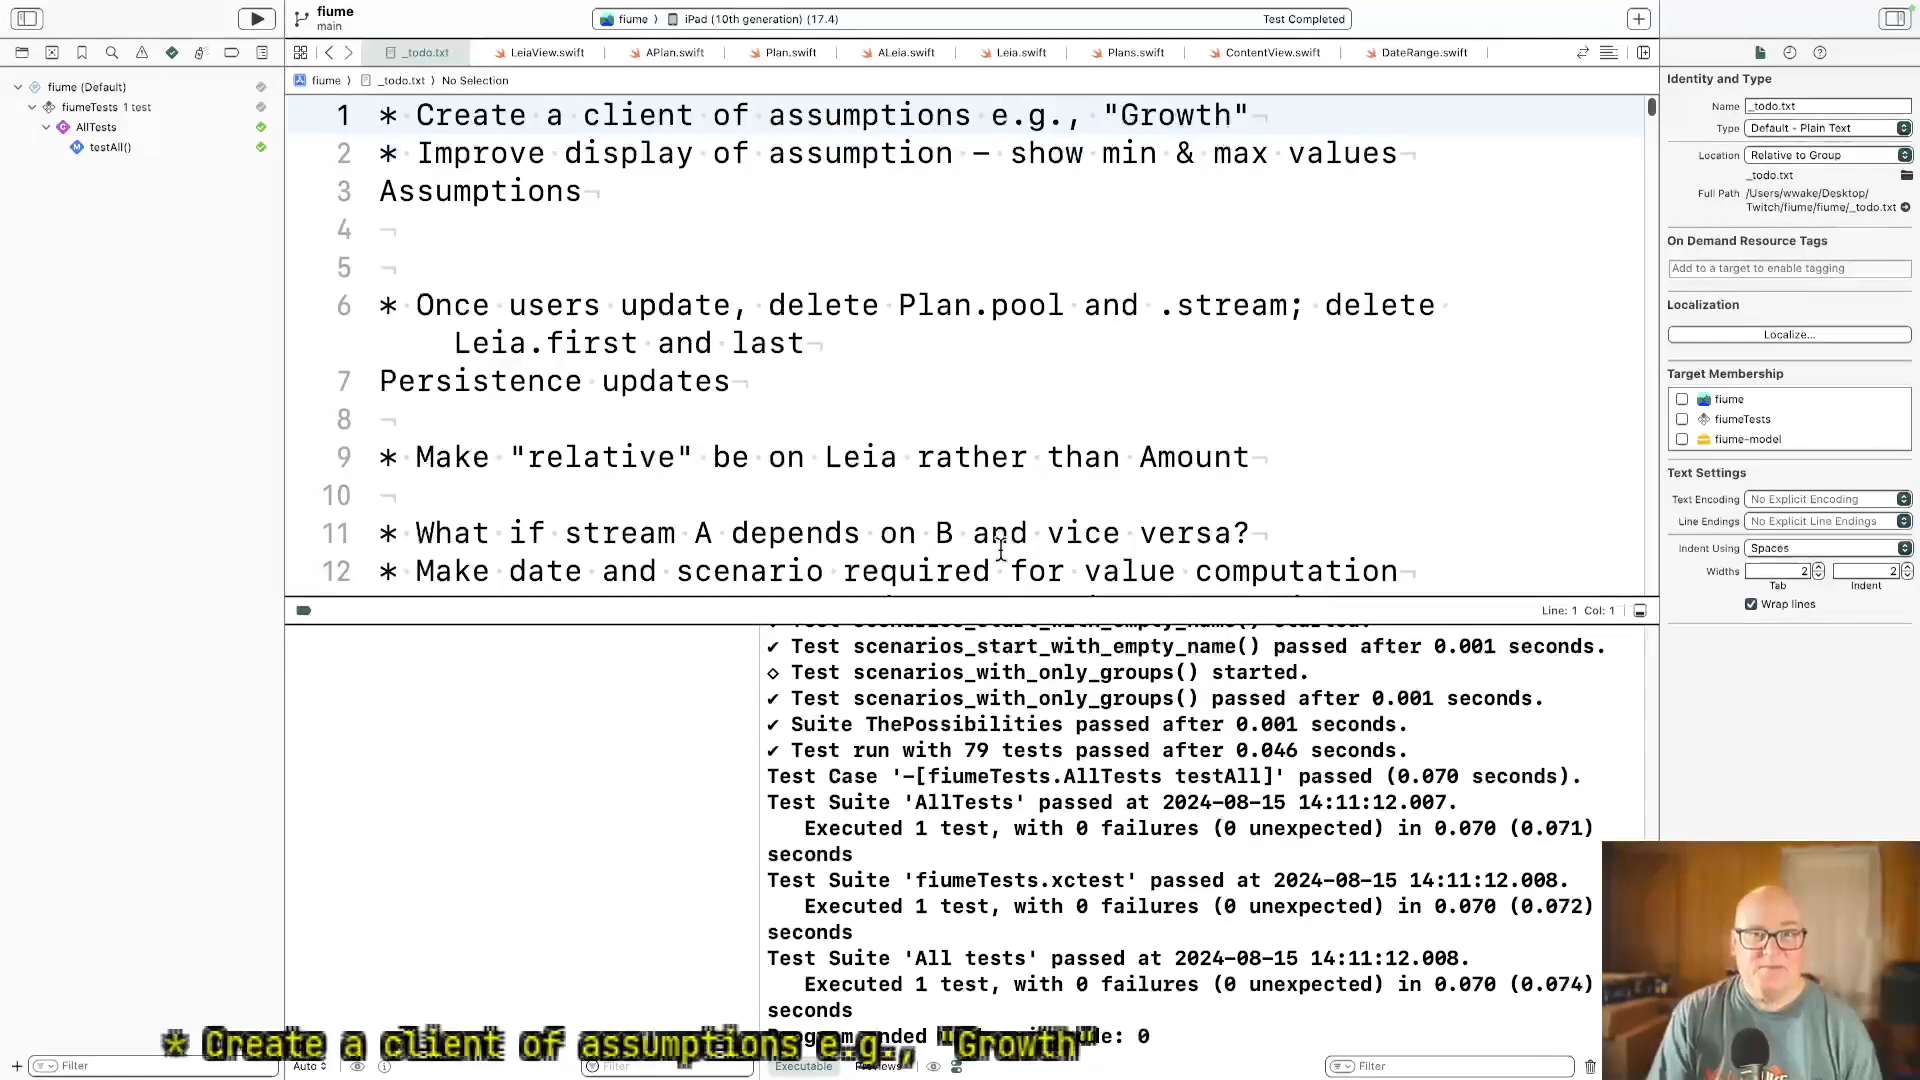 fiume
main
fiume 〉 iPad (10th generation) (17.4)
Test Completed
_todo.txt
LeiaView.swift
APlan.swift
Plan.swift
ALeia.swift
Leia.swift
Plans.swift
ContentView.swift
DateRange.swift
fiume 〉 _todo.txt 〉 No Selection
fiume (Default)
fiumeTests 1 test
AllTests
testAll()
1 * Create a client of assumptions e.g., "Growth"
2 * Improve display of assumption – show min & max values
3 Assumptions
4
5
6 * Once users update, delete Plan.pool and .stream; delete
Leia.first and last
7 Persistence updates
8
9 * Make "relative" be on Leia rather than Amount
10
11 * What if stream A depends on B and vice versa?
12 * Make date and scenario required for value computation
Line: 1 Col: 1
✔ Test scenarios_start_with_empty_name() passed after 0.001 seconds.
◇ Test scenarios_with_only_groups() started.
✔ Test scenarios_with_only_groups() passed after 0.001 seconds.
✔ Suite ThePossibilities passed after 0.001 seconds.
✔ Test run with 79 tests passed after 0.046 seconds.
Test Case '-[fiumeTests.AllTests testAll]' passed (0.070 seconds).
Test Suite 'AllTests' passed at 2024-08-15 14:11:12.007.
Executed 1 test, with 0 failures (0 unexpected) in 0.070 (0.071)
seconds
Test Suite 'fiumeTests.xctest' passed at 2024-08-15 14:11:12.008.
Executed 1 test, with 0 failures (0 unexpected) in 0.070 (0.072)
seconds
Test Suite 'All tests' passed at 2024-08-15 14:11:12.008.
Executed 1 test, with 0 failures (0 unexpected) in 0.070 (0.074)
seconds
ended
0
* Create a client of assumptions e.g., "Growth"
Filter
Auto
Filter
Executable
Previews
Filter
Identity and Type
Name _todo.txt
Type Default - Plain Text
Location Relative to Group
_todo.txt
Full Path /Users/wwake/Desktop/
Twitch/fiume/fiume/_todo.txt
On Demand Resource Tags
Add to a target to enable tagging
Localization
Localize...
Target Membership
fiume
fiumeTests
fiume-model
Text Settings
Text Encoding No Explicit Encoding
Line Endings No Explicit Line Endings
Indent Using Spaces
Widths 2 2
Tab Indent
Wrap lines